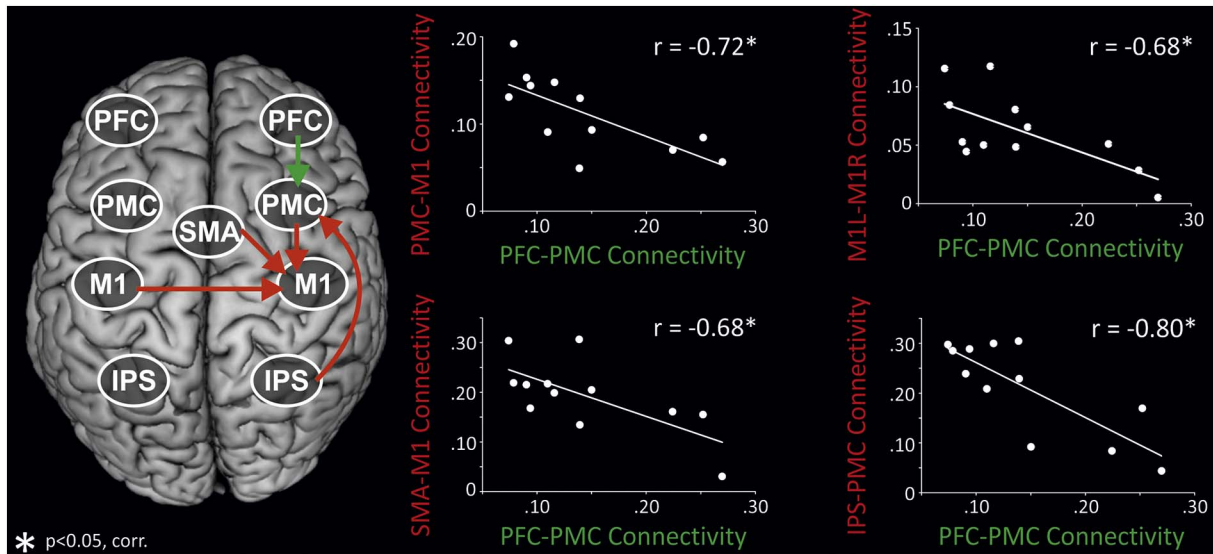 PFC
PFC
PMC
PMC
SMA
M1
M1
IPS
IPS
* p<0.05, corr.
PMC-M1 Connectivity
.20
.10
0
r = -0.72*
.10
.20
.30
PFC-PMC Connectivity
M1L-M1R Connectivity
.15
.10
.05
0
r = -0.68*
.10
.20
.30
PFC-PMC Connectivity
SMA-M1 Connectivity
.30
.20
.10
0
r = -0.68*
.10
.20
.30
PFC-PMC Connectivity
IPS-PMC Connectivity
.30
.20
.10
0
r = -0.80*
.10
.20
.30
PFC-PMC Connectivity